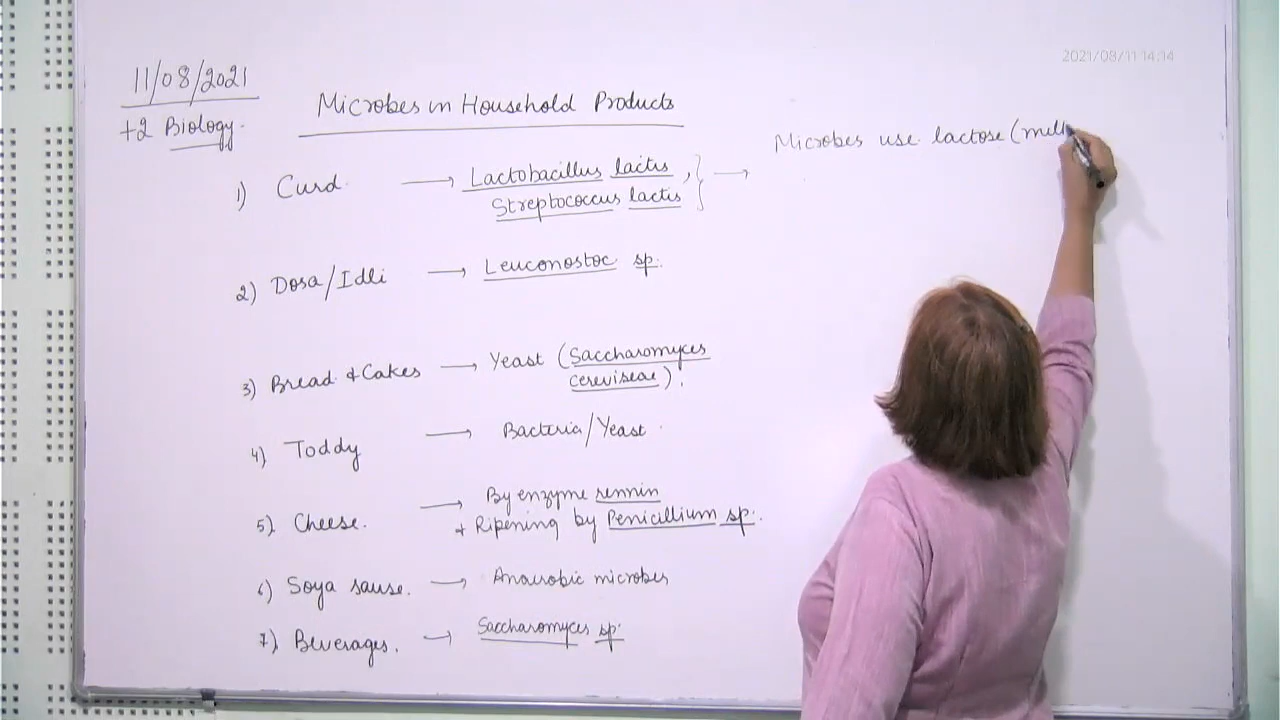 2021/08/11 14:14
11/08/2021
+2 Biology.
Microbes in Household Products
Microbes use lactose (mil
1) Curd. → Lactobacillus lactis,
Streptococcus lactis } →
2) Dosa/Idli → Leuconostoc sp.
3) Bread & Cakes → Yeast (Saccharomyces
cereviseae).
4) Toddy → Bacteria/Yeast.
5) Cheese. → By enzyme rennin
+ Ripening by Penicillium sp.
6) Soya sause. → Anaerobic microbes
7) Beverages. → Saccharomyces sp.